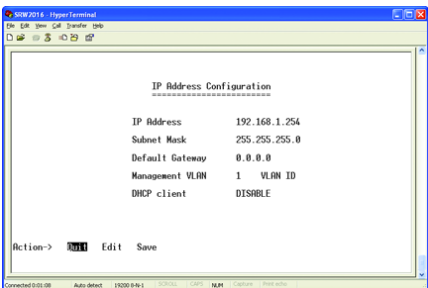 SRW2016 - HyperTerminal
File Edit View Call Transfer Help
IP Address Configuration
========================
IP Address 192.168.1.254
Subnet Mask 255.255.255.0
Default Gateway 0.0.0.0
Management VLAN 1 VLAN ID
DHCP client DISABLE
Action-> Quit Edit Save
Connected 0:01:08 Auto detect 19200 8-N-1 SCROLL CAPS NUM Capture Print echo